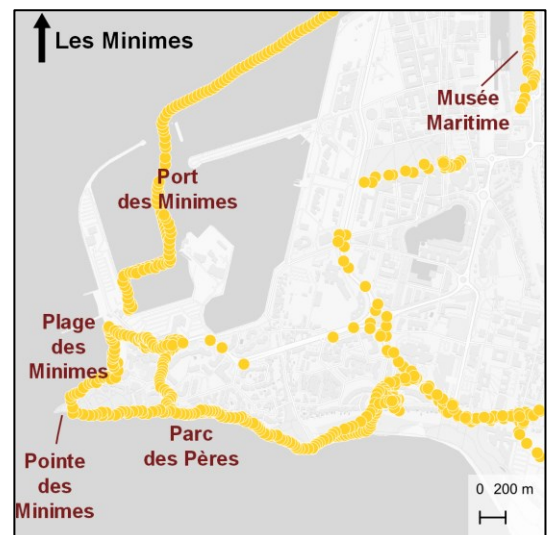 Les Minimes
Musée
Maritime
Port
des Minimes
Plage
des
Minimes
Parc
des Pères
Pointe
des
Minimes
0 200 m